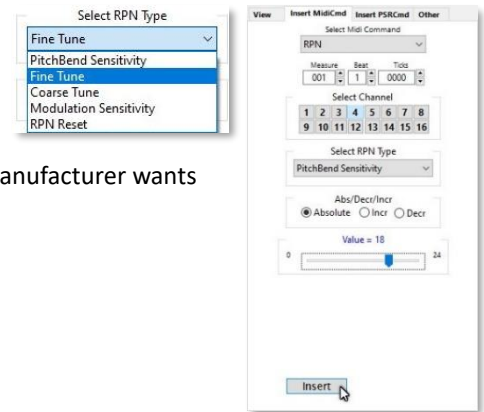 Select RPN Type
Fine Tune
PitchBend Sensitivity
Fine Tune
Coarse Tune
Modulation Sensitivity
RPN Reset
anufacturer wants
View Insert MidiCmd Insert PSRCmd Other
Select Midi Command
RPN
Measure Beat Ticks
001 1 0000
Select Channel
1 2 3 4 5 6 7 8
9 10 11 12 13 14 15 16
Select RPN Type
PitchBend Sensitivity
Abs/Decr/Incr
Absolute Incr Decr
Value = 18
0 24
Insert